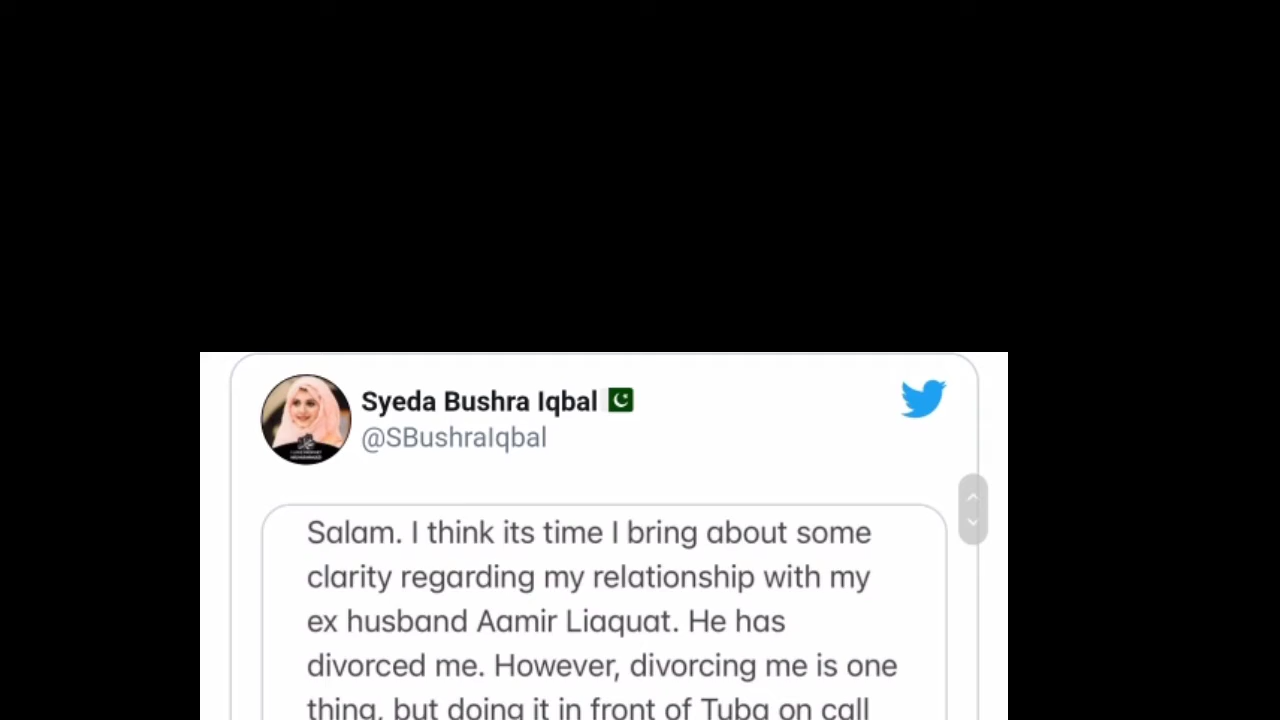 Syeda Bushra Iqbal
@SBushraIqbal
Salam. I think its time I bring about some
clarity regarding my relationship with my
ex husband Aamir Liaquat. He has
divorced me. However, divorcing me is one
thing, but doing it in front of Tuba on call